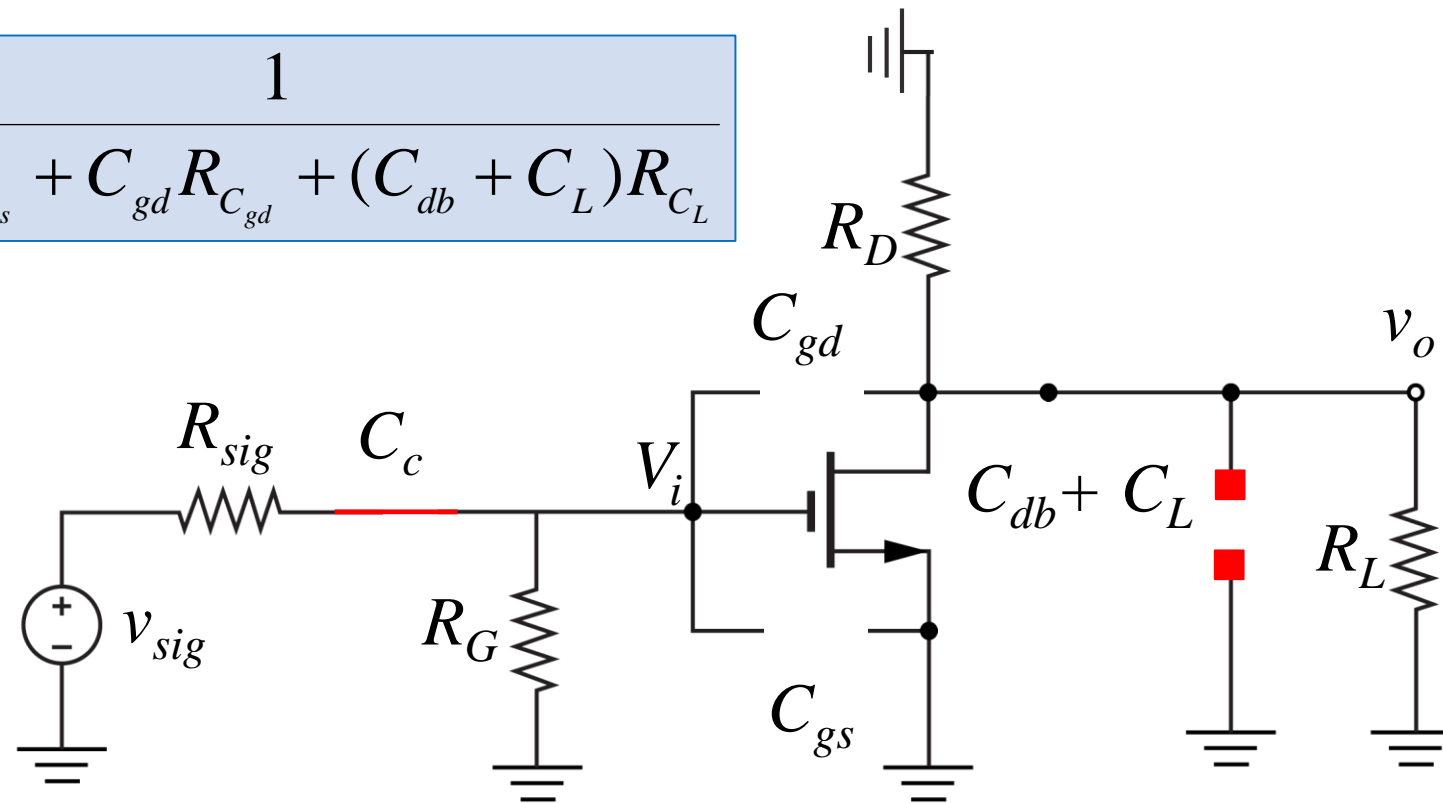 1
s + C_gd R_C_gd + (C_db + C_L) R_C_L
R_D
C_gd
v_o
R_sig
C_c
V_i
C_db + C_L
R_L
+
−
v_sig
R_G
C_gs